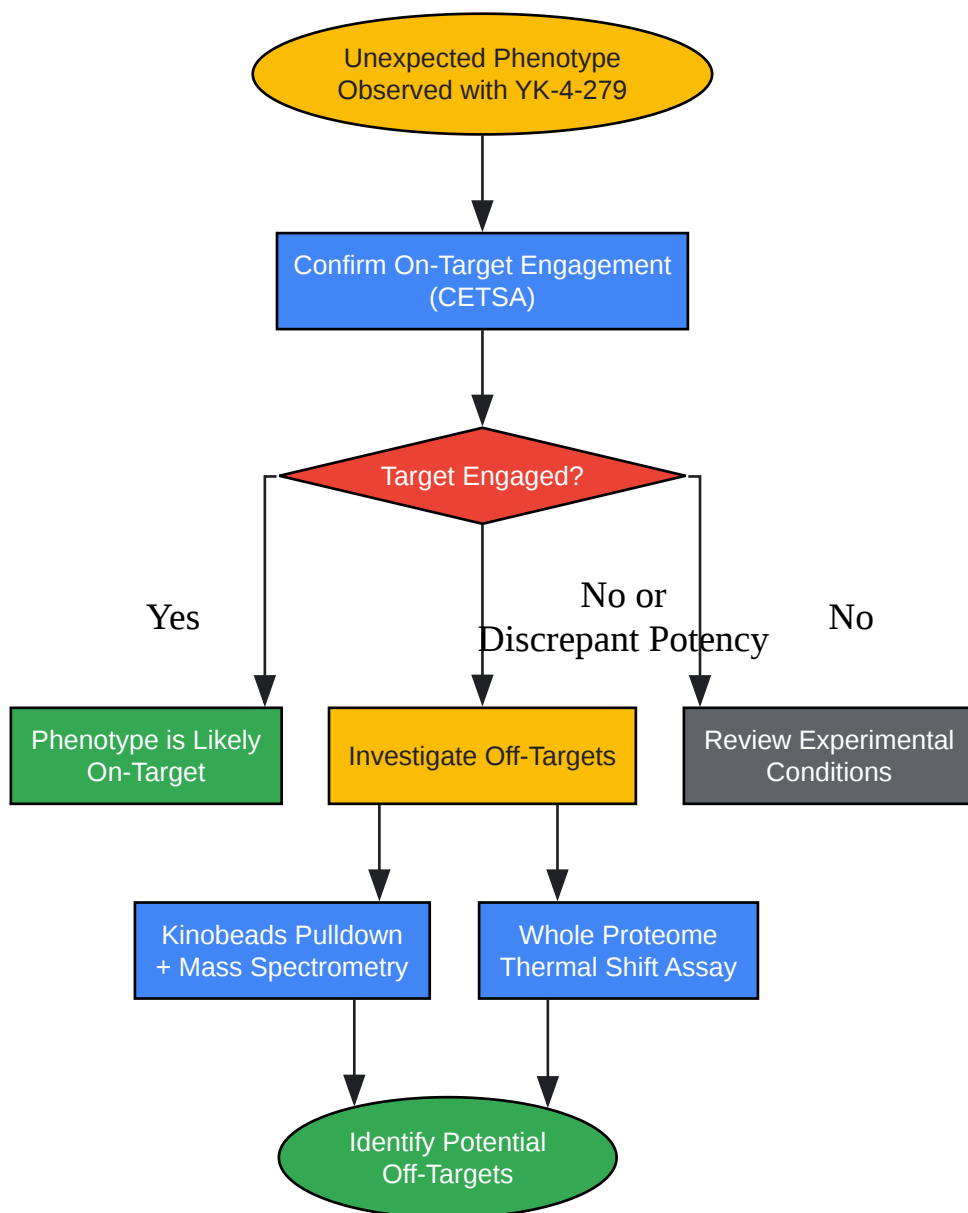 Unexpected Phenotype
Observed with YK-4-279
Confirm On-Target Engagement
(CETSA)
Target Engaged?
Yes
No or
Discrepant Potency
No
Phenotype is Likely
On-Target
Investigate Off-Targets
Review Experimental
Conditions
Kinobeads Pulldown
+ Mass Spectrometry
Whole Proteome
Thermal Shift Assay
Identify Potential
Off-Targets